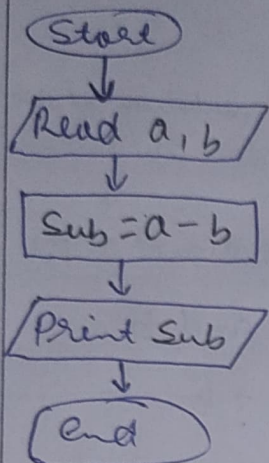 Start
Read a, b
Sub = a - b
Print Sub
end